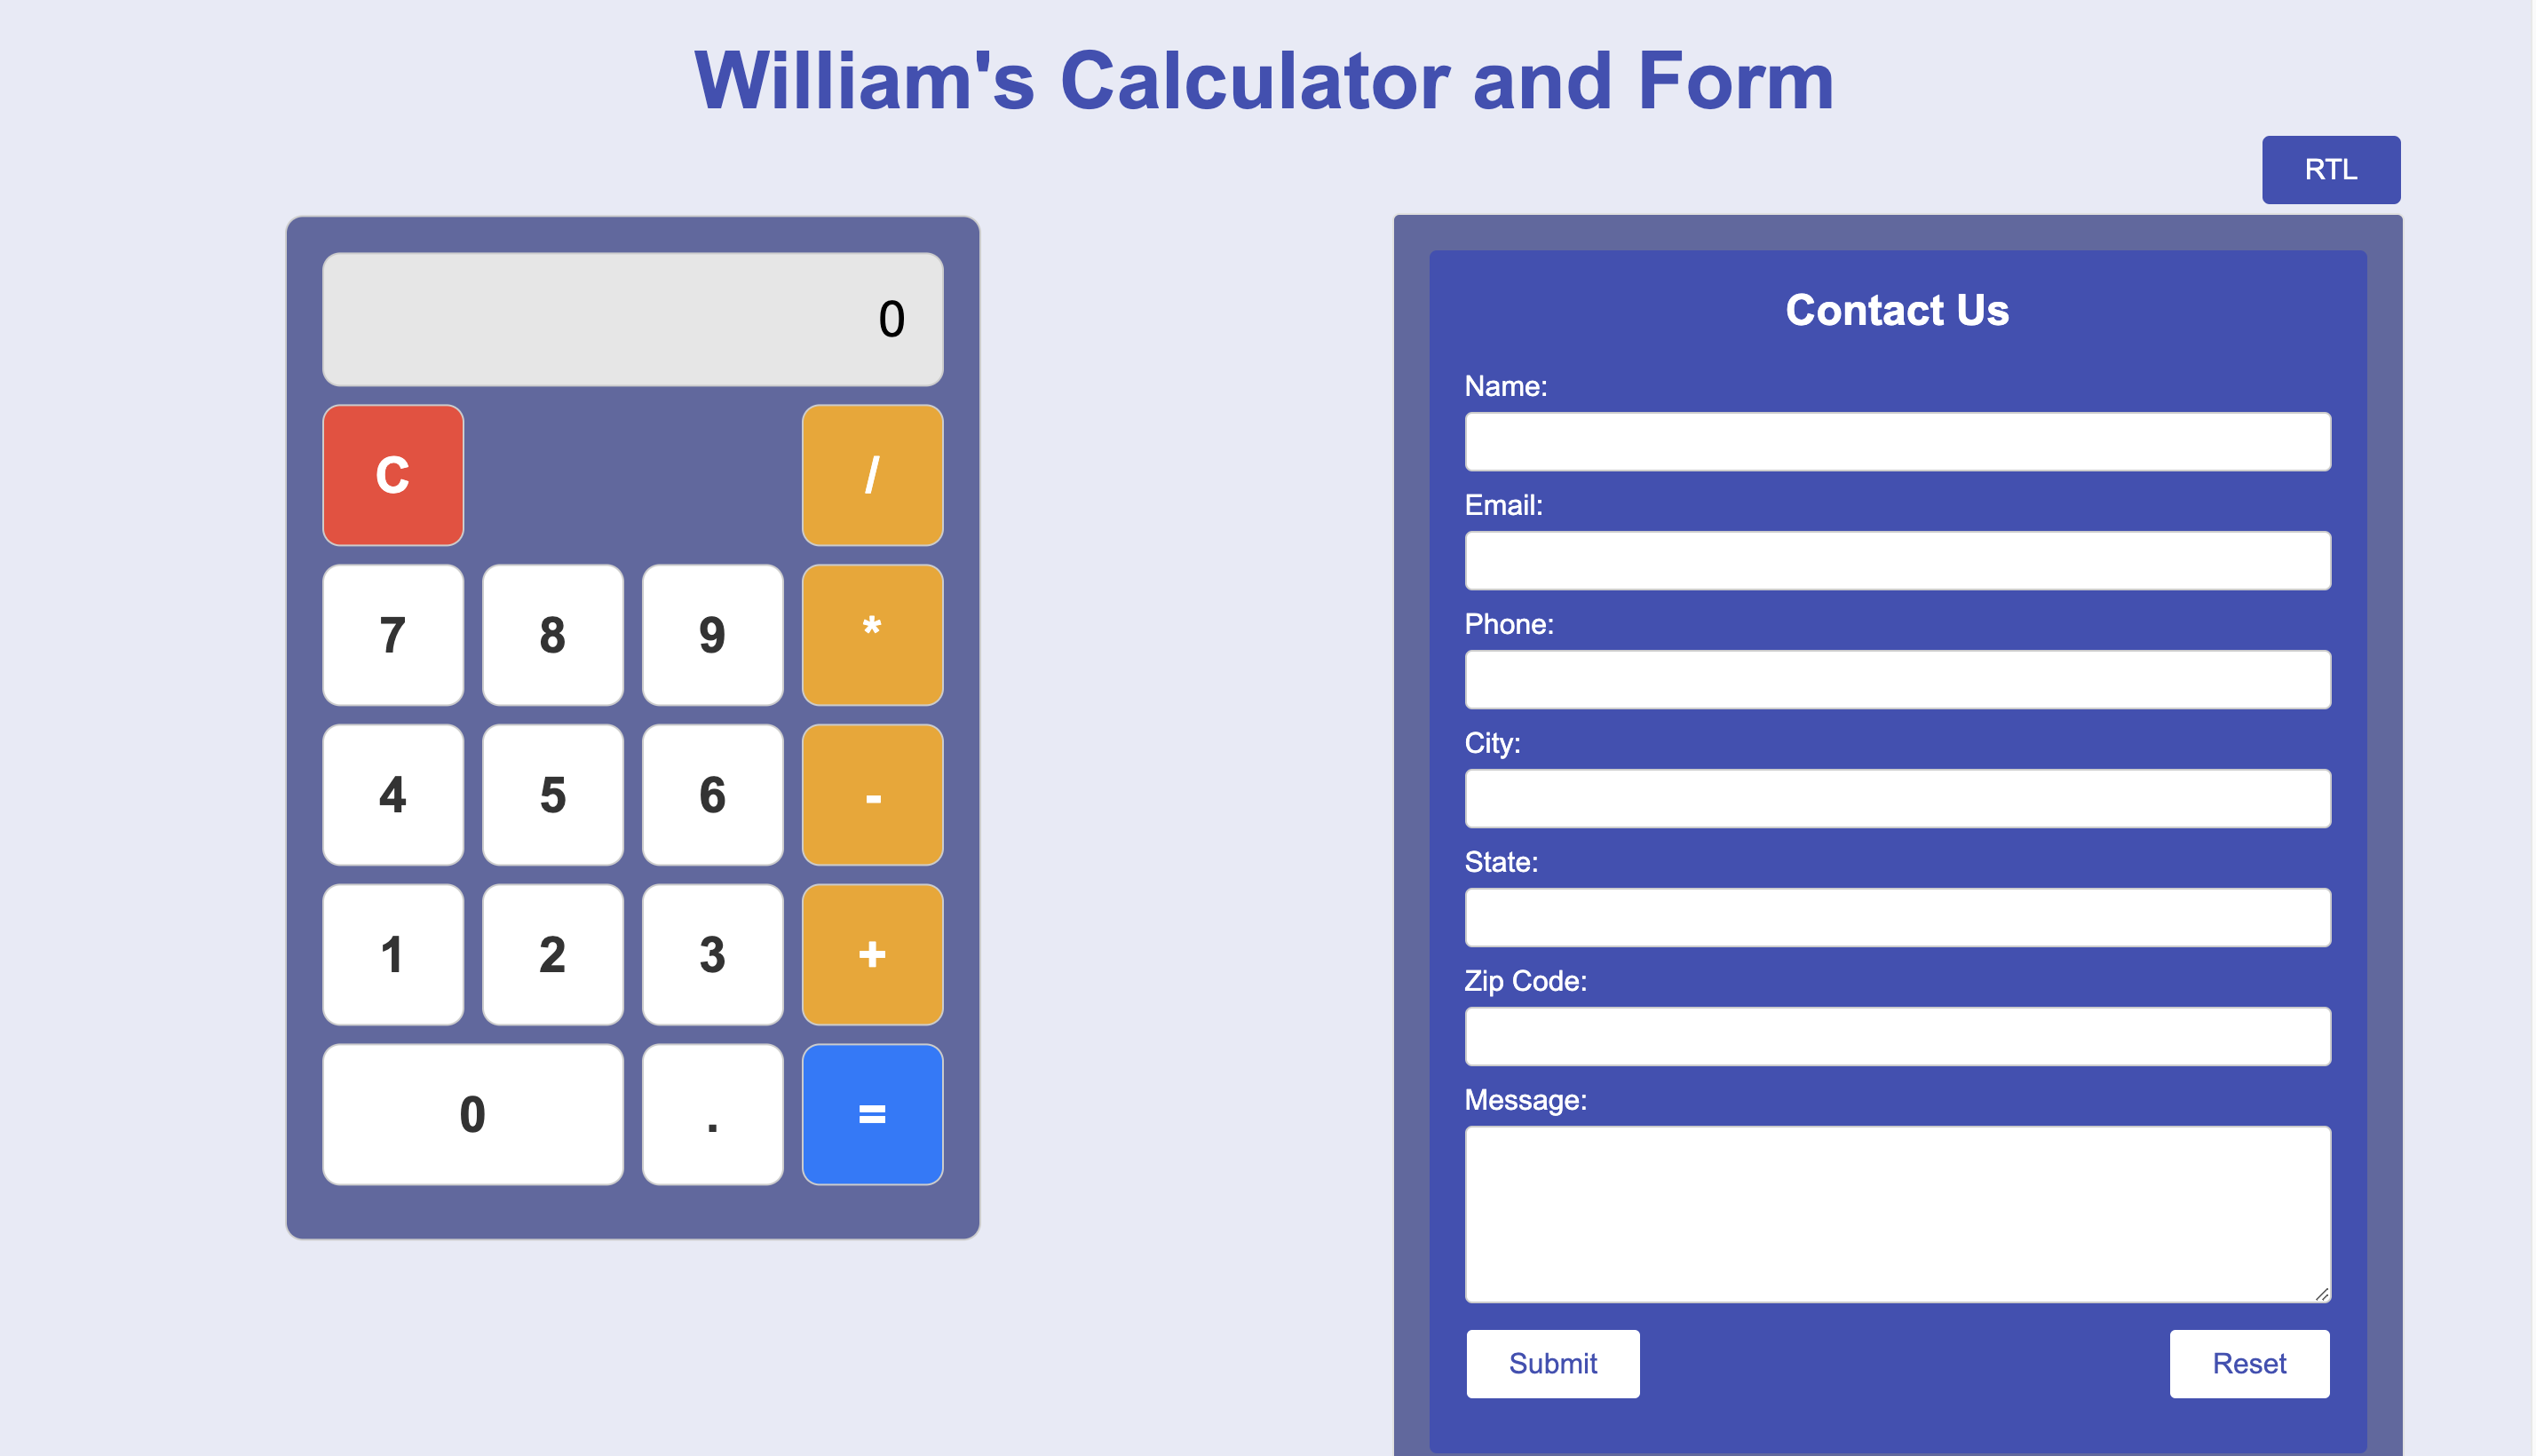 William's Calculator and Form
RTL
0
C /
7 8 9 *
4 5 6 -
1 2 3 +
0 . =
Contact Us
Name:
Email:
Phone:
City:
State:
Zip Code:
Message:
Submit Reset